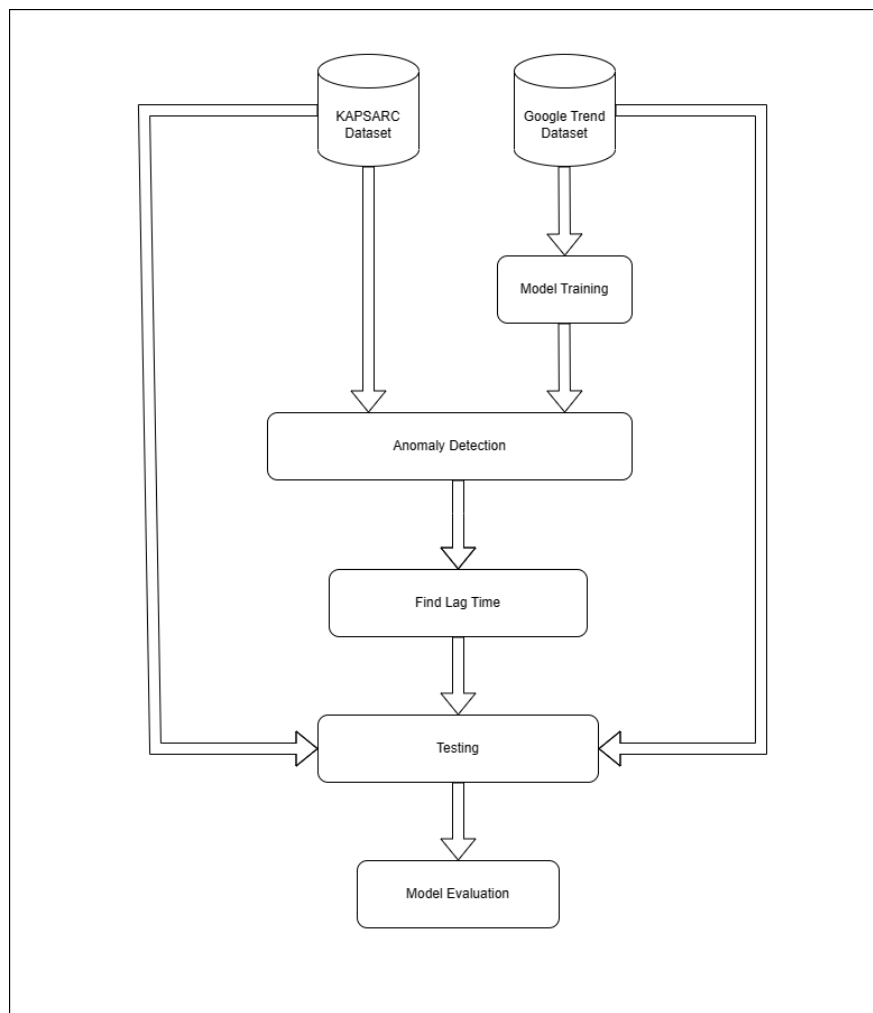 KAPSARC
Dataset
Google Trend
Dataset
Model Training
Anomaly Detection
Find Lag Time
Testing
Model Evaluation